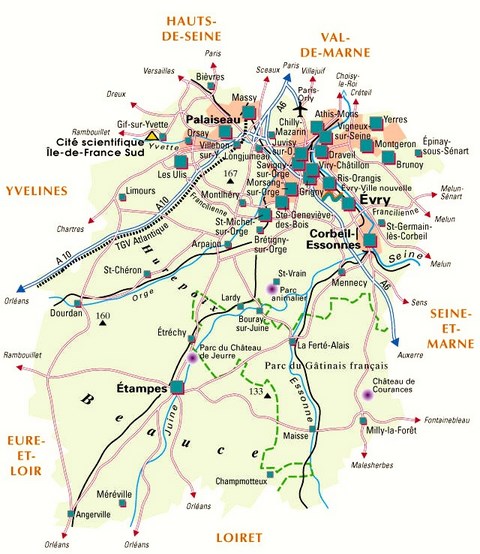 HAUTS-
DE-SEINE
VAL-
DE-MARNE
Paris
Versailles
Bièvres
Sceaux
Paris
Villejuif
Choisy-
le-Roi
Créteil
Dreux
Massy
A6
Paris-
Orly
Palaiseau
Chilly-
Mazarin
Athis-Mons
Vigneux-
sur-Seine
Yerres
Gif-sur-Yvette
Rambouillet
Orsay
Cité scientifique
Île-de-France Sud
Yvette
Villebon-
sur-Y.
Juvisy-
sur-O.
Montgeron
Épinay-
sous-Sénart
Longjumeau
Draveil
Savigny-
sur-Orge
Viry-Châtillon
Brunoy
Les Ulis
167
Morsang-
sur-Orge
Ris-Orangis
Grigny
Évry-Ville nouvelle
YVELINES
Limours
Montlhéry
Évry
Melun-
Sénart
A10
Francilienne
Francilienne
Melun
Chartres
TGV Atlantique
St-Michel-
sur-Orge
Ste-Geneviève-
des-Bois
St-Germain-
lès-Corbeil
Corbeil-
Essonnes
A10
Arpajon
Brétigny-
sur-Orge
Seine
Melun
Hurepoix
St-Chéron
St-Vrain
Mennecy
A6
Orléans
Orge
Parc
animalier
Sens
Dourdan
Lardy
160
Bouray-
sur-Juine
SEINE-
ET-
MARNE
Étréchy
La Ferté-Alais
Auxerre
Rambouillet
Parc du Château
de Jeurre
Parc du Gâtinais français
Étampes
133
Essonne
Château de
Courances
Beauce
Juine
Fontainebleau
Milly-la-Forêt
Maisse
EURE-
ET-
LOIR
Malesherbes
Champmotteux
Méréville
Orléans
Angerville
Orléans
Orléans
LOIRET